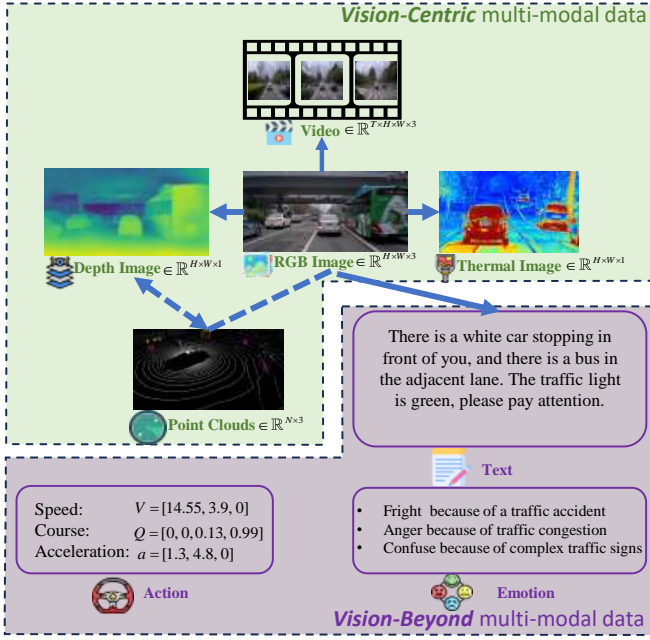 Vision-Centric multi-modal data
Video ∈ ℝ^{T×H×W×3}
Depth Image ∈ ℝ^{H×W×1}
RGB Image ∈ ℝ^{H×W×3}
Thermal Image ∈ ℝ^{H×W×1}
Point Clouds ∈ ℝ^{N×3}
There is a white car stopping in
front of you, and there is a bus in
the adjacent lane. The traffic light
is green, please pay attention.
Text
Speed: V = [14.55, 3.9, 0]
Course: Q = [0, 0, 0.13, 0.99]
Acceleration: a = [1.3, 4.8, 0]
Action
• Fright because of a traffic accident
• Anger because of traffic congestion
• Confuse because of complex traffic signs
Emotion
Vision-Beyond multi-modal data